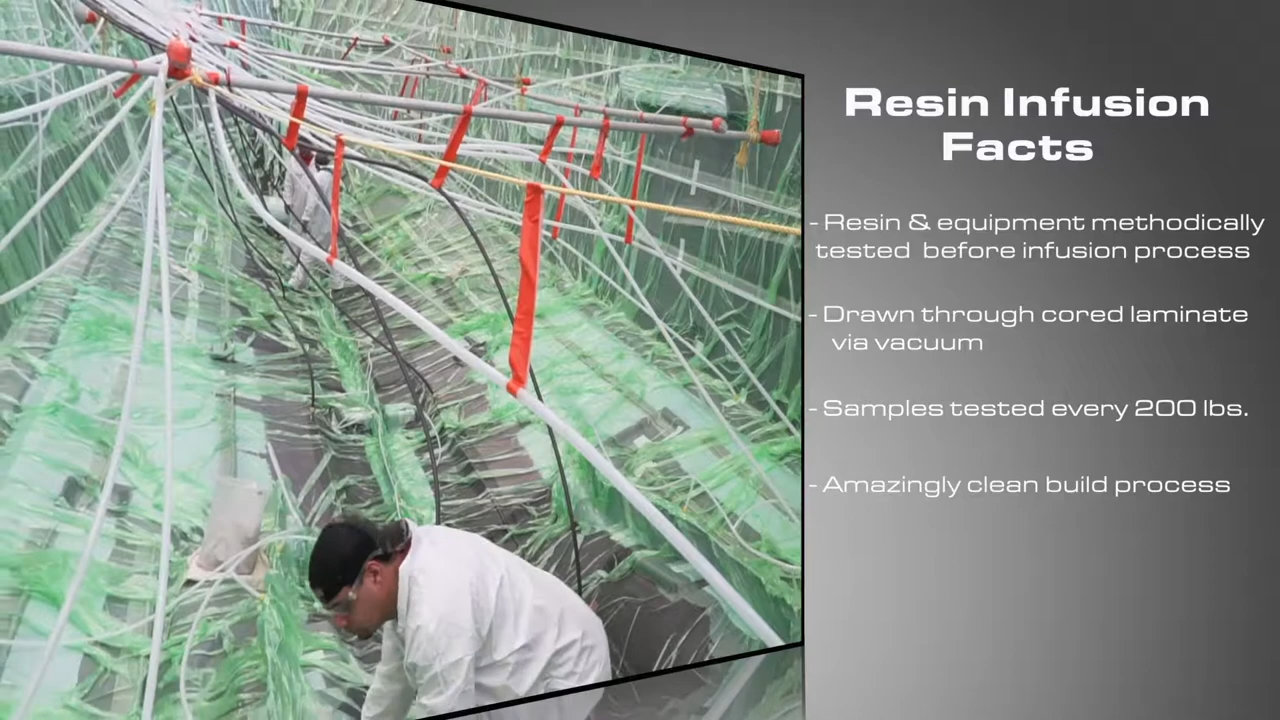 Resin Infusion
Facts
- Resin & equipment methodically
tested before infusion process
- Drawn through cored laminate
via vacuum
- Samples tested every 200 lbs.
- Amazingly clean build process